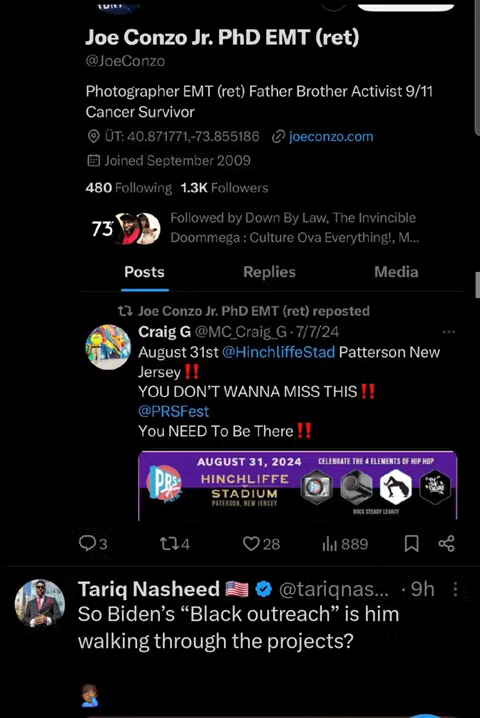 Joe Conzo Jr. PhD EMT (ret)
@JoeConzo
Photographer EMT (ret) Father Brother Activist 9/11
Cancer Survivor
ÜT: 40.871771,-73.855186 joeconzo.com
Joined September 2009
480 Following 1.3K Followers
73
Followed by Down By Law, The Invincible
Doommega : Culture Ova Everything!, M...
Posts Replies Media
Joe Conzo Jr. PhD EMT (ret) reposted
Craig G @MC_Craig_G · 7/7/24
August 31st @HinchliffeStad Patterson New
Jersey ‼️
YOU DON'T WANNA MISS THIS ‼️
@PRSFest
You NEED To Be There ‼️
AUGUST 31, 2024 CELEBRATE THE 4 ELEMENTS OF HIP HOP
PRS
HINCHLIFFE
STADIUM
PATERSON, NEW JERSEY
ROCK STEADY LEGACY
3 4 28 889
Tariq Nasheed 🇺🇸 @tariqnas... · 9h
So Biden's “Black outreach” is him
walking through the projects?
🤦🏾‍♂️